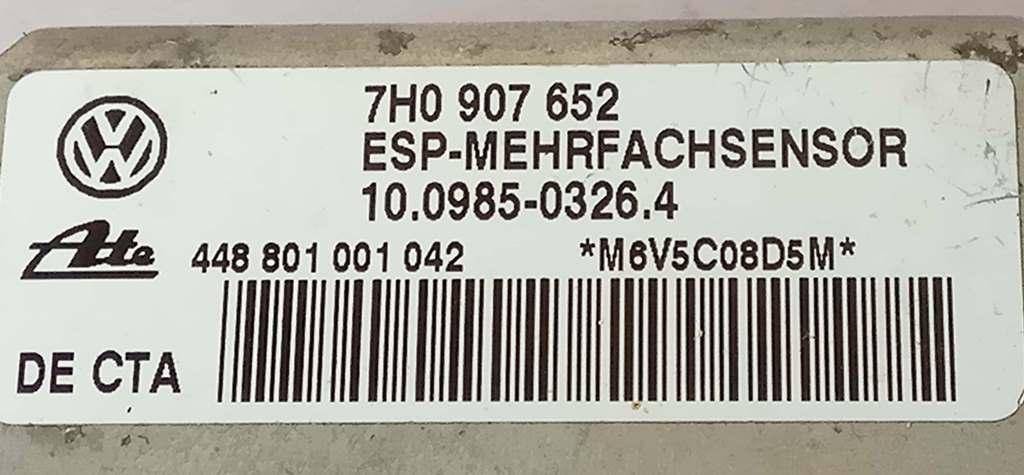 7H0 907 652
ESP-MEHRFACHSENSOR
10.0985-0326.4
Ate 448 801 001 042 *M6V5C08D5M*
DE CTA